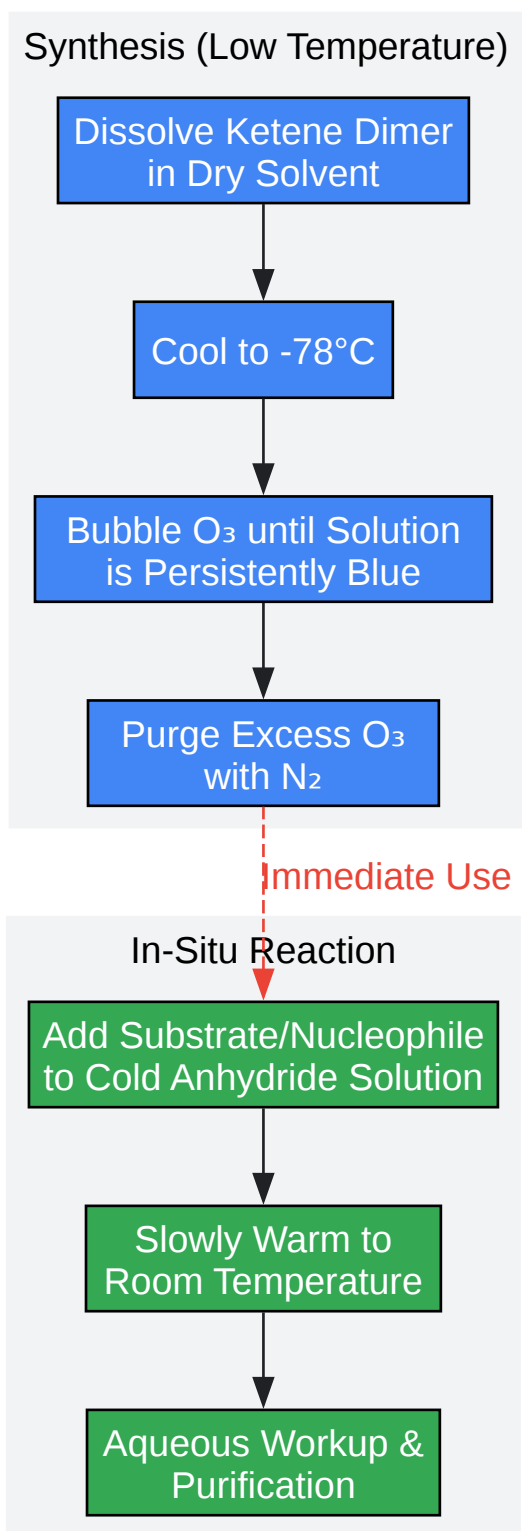 Synthesis (Low Temperature)
Dissolve Ketene Dimer
in Dry Solvent
Cool to -78°C
Bubble O₃ until Solution
is Persistently Blue
Purge Excess O₃
with N₂
Immediate Use
In-Situ Reaction
Add Substrate/Nucleophile
to Cold Anhydride Solution
Slowly Warm to
Room Temperature
Aqueous Workup &
Purification